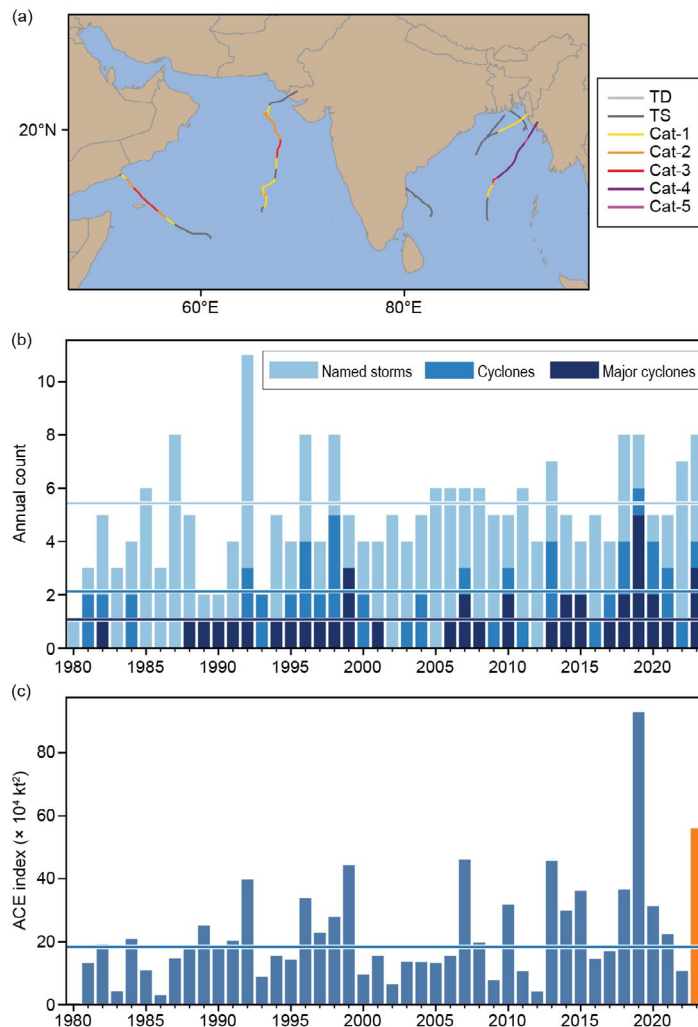 (a)
20°N
60°E
80°E
TD
TS
Cat-1
Cat-2
Cat-3
Cat-4
Cat-5
(b)
Annual count
10
8
6
4
2
0
Named storms
Cyclones
Major cyclones
1980 1985 1990 1995 2000 2005 2010 2015 2020
(c)
ACE index (× 10⁴ kt²)
80
60
40
20
0
1980 1985 1990 1995 2000 2005 2010 2015 2020